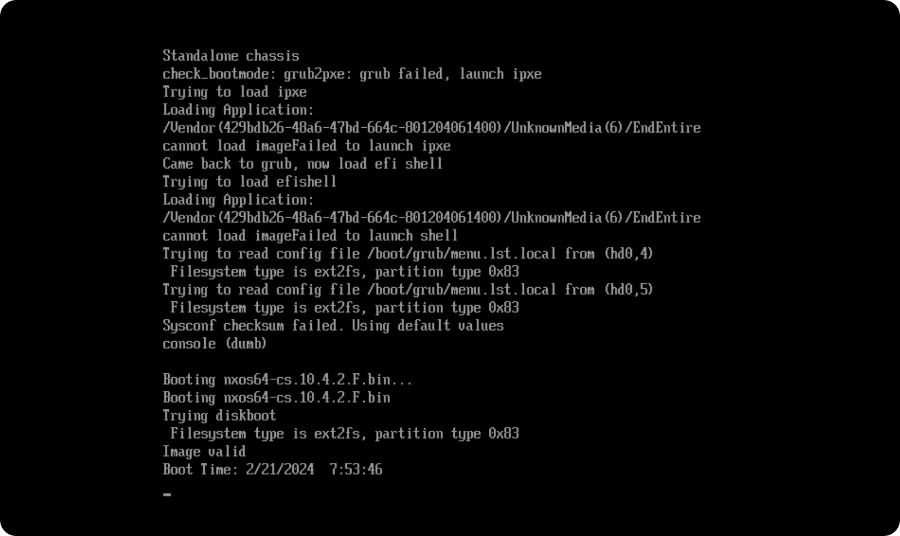 Standalone chassis
check_bootmode: grub2pxe: grub failed, launch ipxe
Trying to load ipxe
Loading Application:
/Vendor(429bdb26-48a6-47bd-664c-801204061400)/UnknownMedia(6)/EndEntire
cannot load imageFailed to launch ipxe
Came back to grub, now load efi shell
Trying to load efishell
Loading Application:
/Vendor(429bdb26-48a6-47bd-664c-801204061400)/UnknownMedia(6)/EndEntire
cannot load imageFailed to launch shell
Trying to read config file /boot/grub/menu.lst.local from (hd0,4)
 Filesystem type is ext2fs, partition type 0x83
Trying to read config file /boot/grub/menu.lst.local from (hd0,5)
 Filesystem type is ext2fs, partition type 0x83
Sysconf checksum failed. Using default values
console (dumb)
Booting nxos64-cs.10.4.2.F.bin...
Booting nxos64-cs.10.4.2.F.bin
Trying diskboot
 Filesystem type is ext2fs, partition type 0x83
Image valid
Boot Time: 2/21/2024  7:53:46